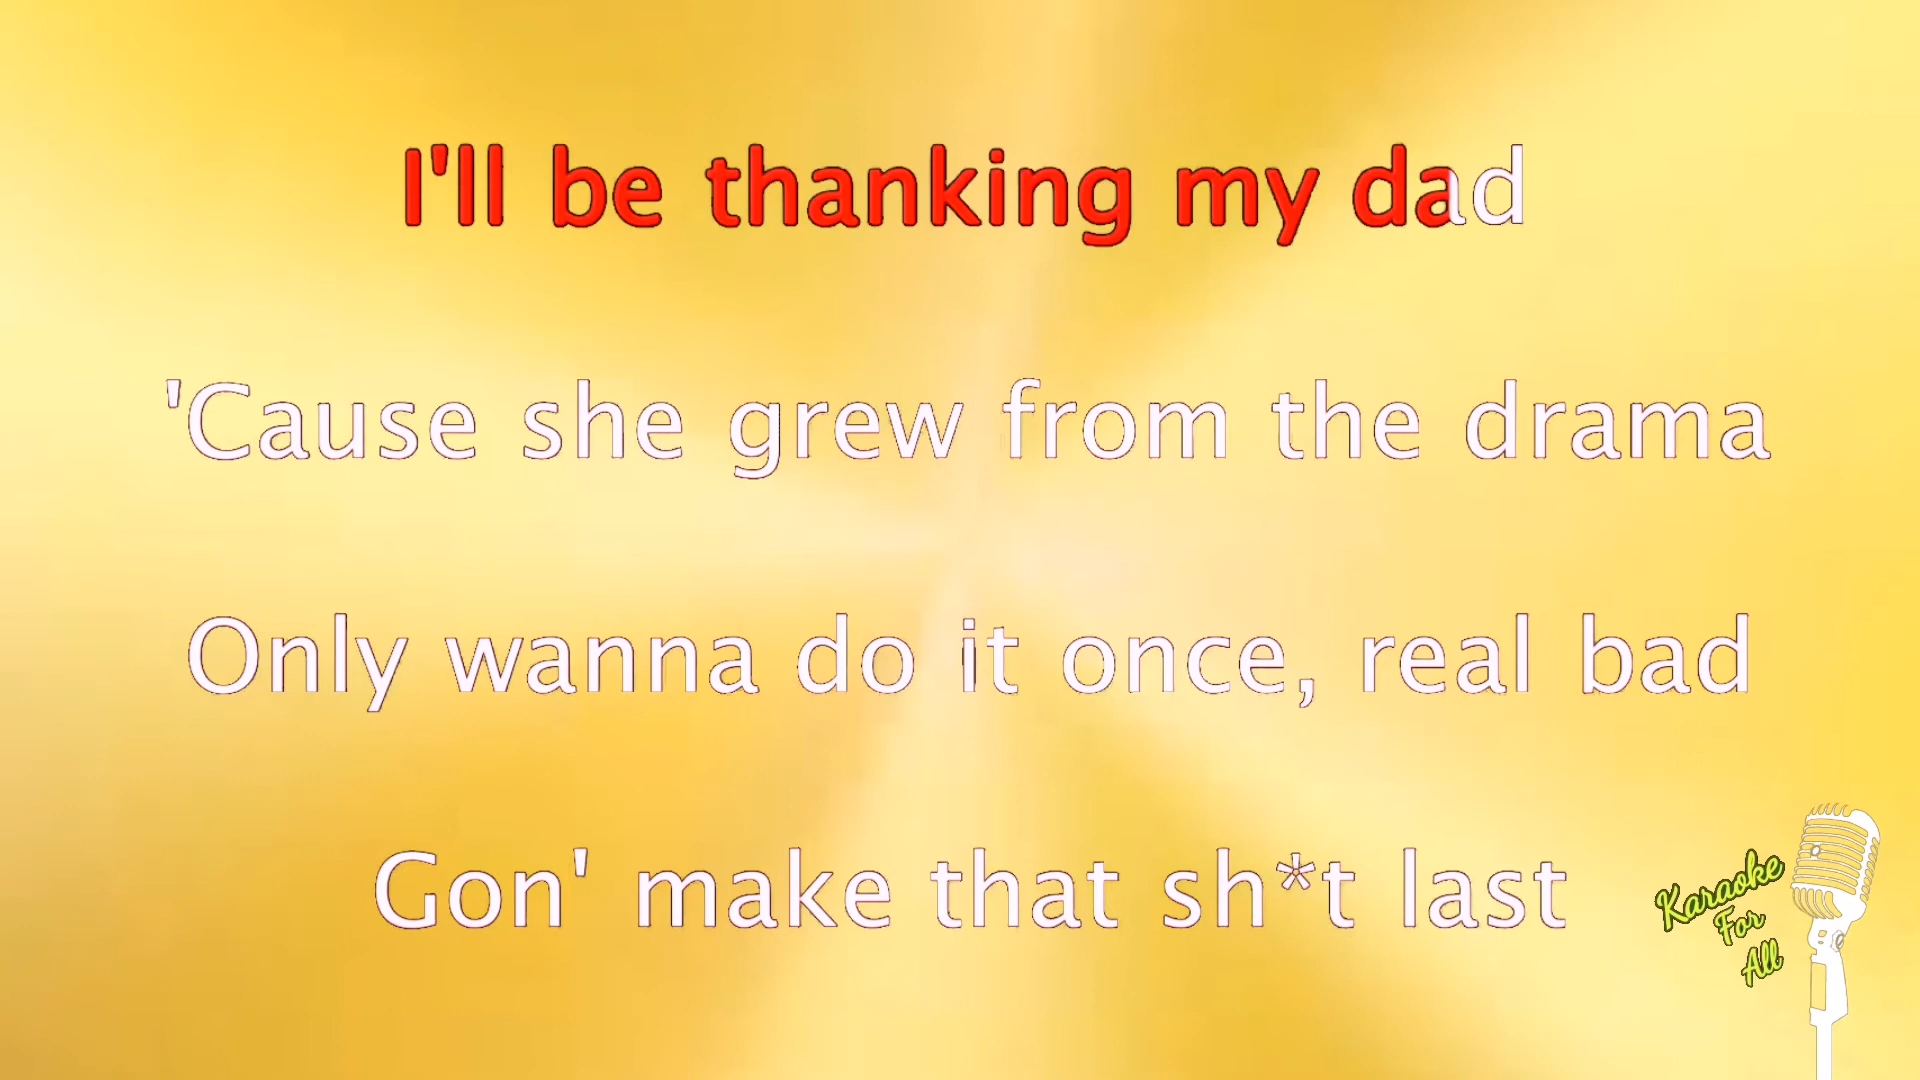 I'll be thanking my dad
'Cause she grew from the drama
Only wanna do it once, real bad
Gon' make that sh*t last
Karaoke
For
All